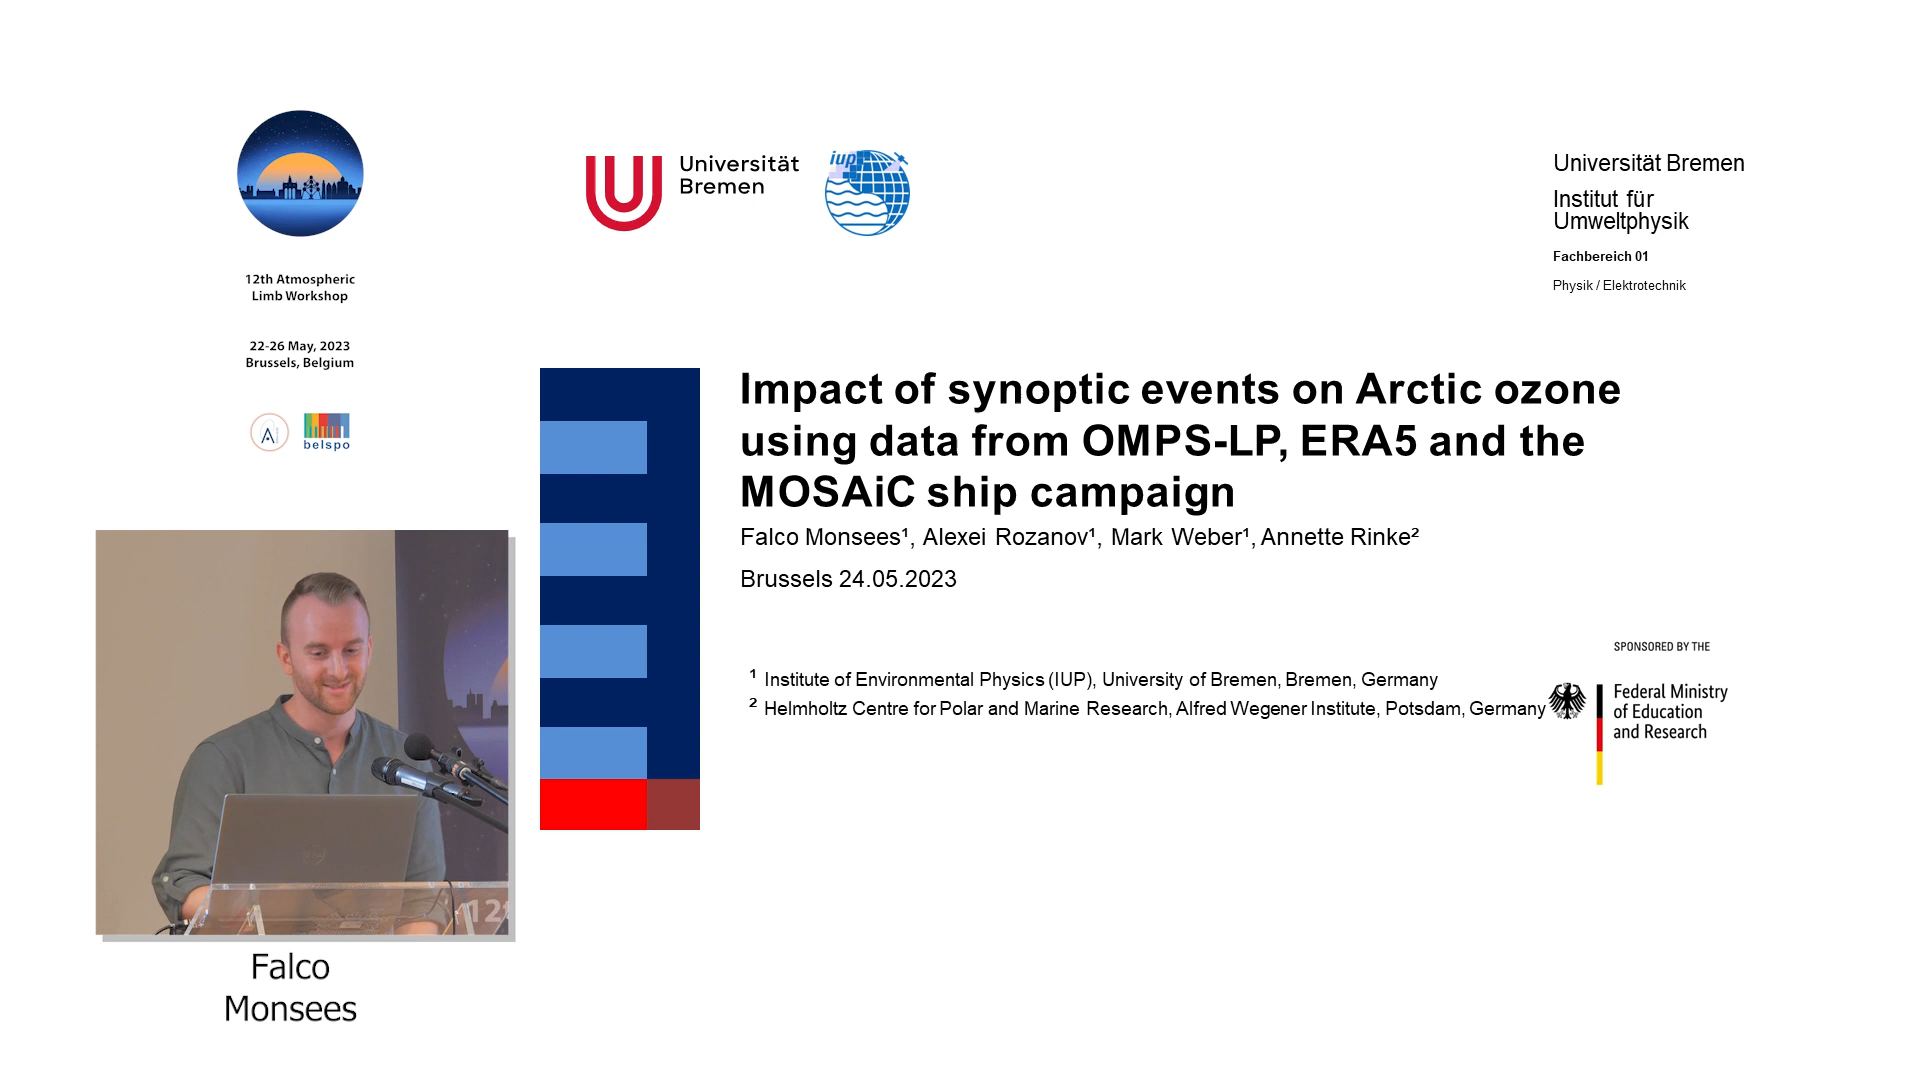 12th Atmospheric
Limb Workshop
22-26 May, 2023
Brussels, Belgium
belspo
Universität
Bremen
iup
Universität Bremen
Institut für
Umweltphysik
Fachbereich 01
Physik / Elektrotechnik
Impact of synoptic events on Arctic ozone
using data from OMPS-LP, ERA5 and the
MOSAiC ship campaign
Falco Monsees¹, Alexei Rozanov¹, Mark Weber¹, Annette Rinke²
Brussels 24.05.2023
¹ Institute of Environmental Physics (IUP), University of Bremen, Bremen, Germany
² Helmholtz Centre for Polar and Marine Research, Alfred Wegener Institute, Potsdam, Germany
SPONSORED BY THE
Federal Ministry
of Education
and Research
12t
Falco
Monsees